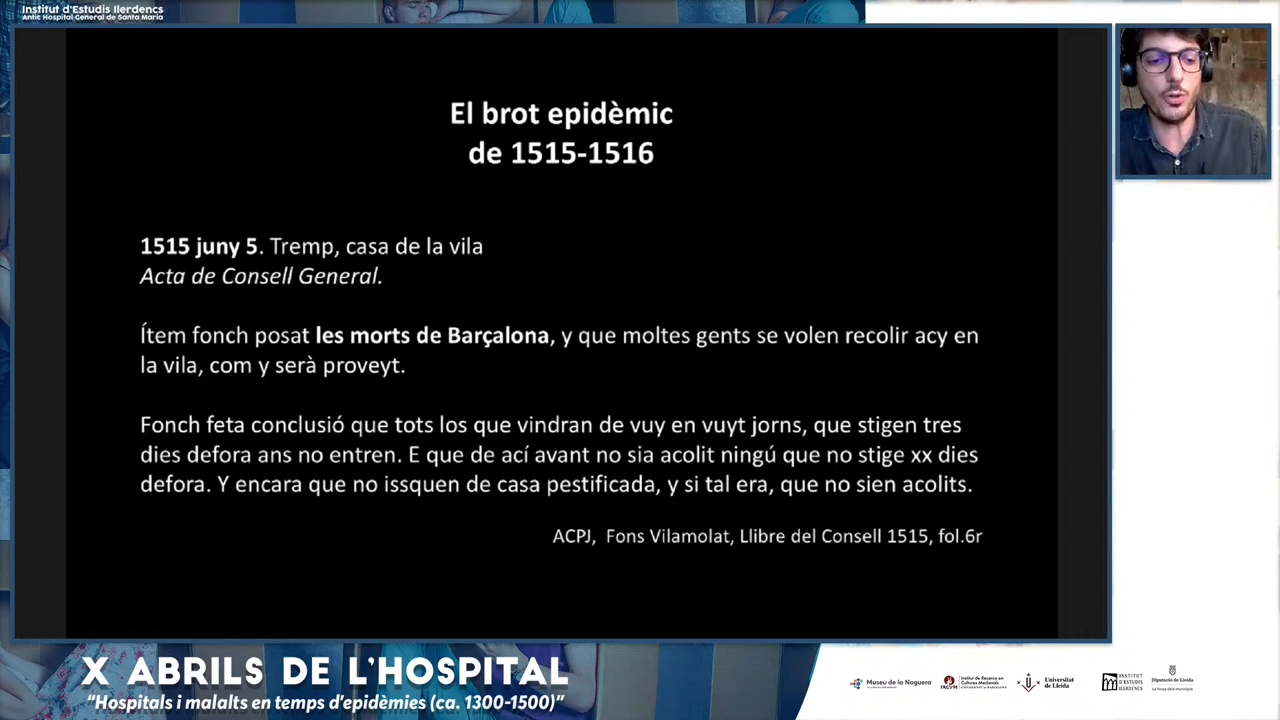 Institut d'Estudis Ilerdencs
Antic Hospital General de Santa Maria
El brot epidèmic
de 1515-1516
1515 juny 5. Tremp, casa de la vila
Acta de Consell General.
Ítem fonch posat les morts de Barçalona, y que moltes gents se volen recolir acy en
la vila, com y serà proveyt.
Fonch feta conclusió que tots los que vindran de vuy en vuyt jorns, que stigen tres
dies defora ans no entren. E que de ací avant no sia acolit ningú que no stige xx dies
defora. Y encara que no issquen de casa pestificada, y si tal era, que no sien acolits.
ACPJ, Fons Vilamolat, Llibre del Consell 1515, fol.6r
X ABRILS DE L'HOSPITAL
"Hospitals i malalts en temps d'epidèmies (ca. 1300-1500)"
Museu de la Noguera
Institut de Recerca en
Cultures Medievals
Universitat
de Lleida
INSTITUT
D'ESTUDIS
ILERDENCS
Diputació de Lleida